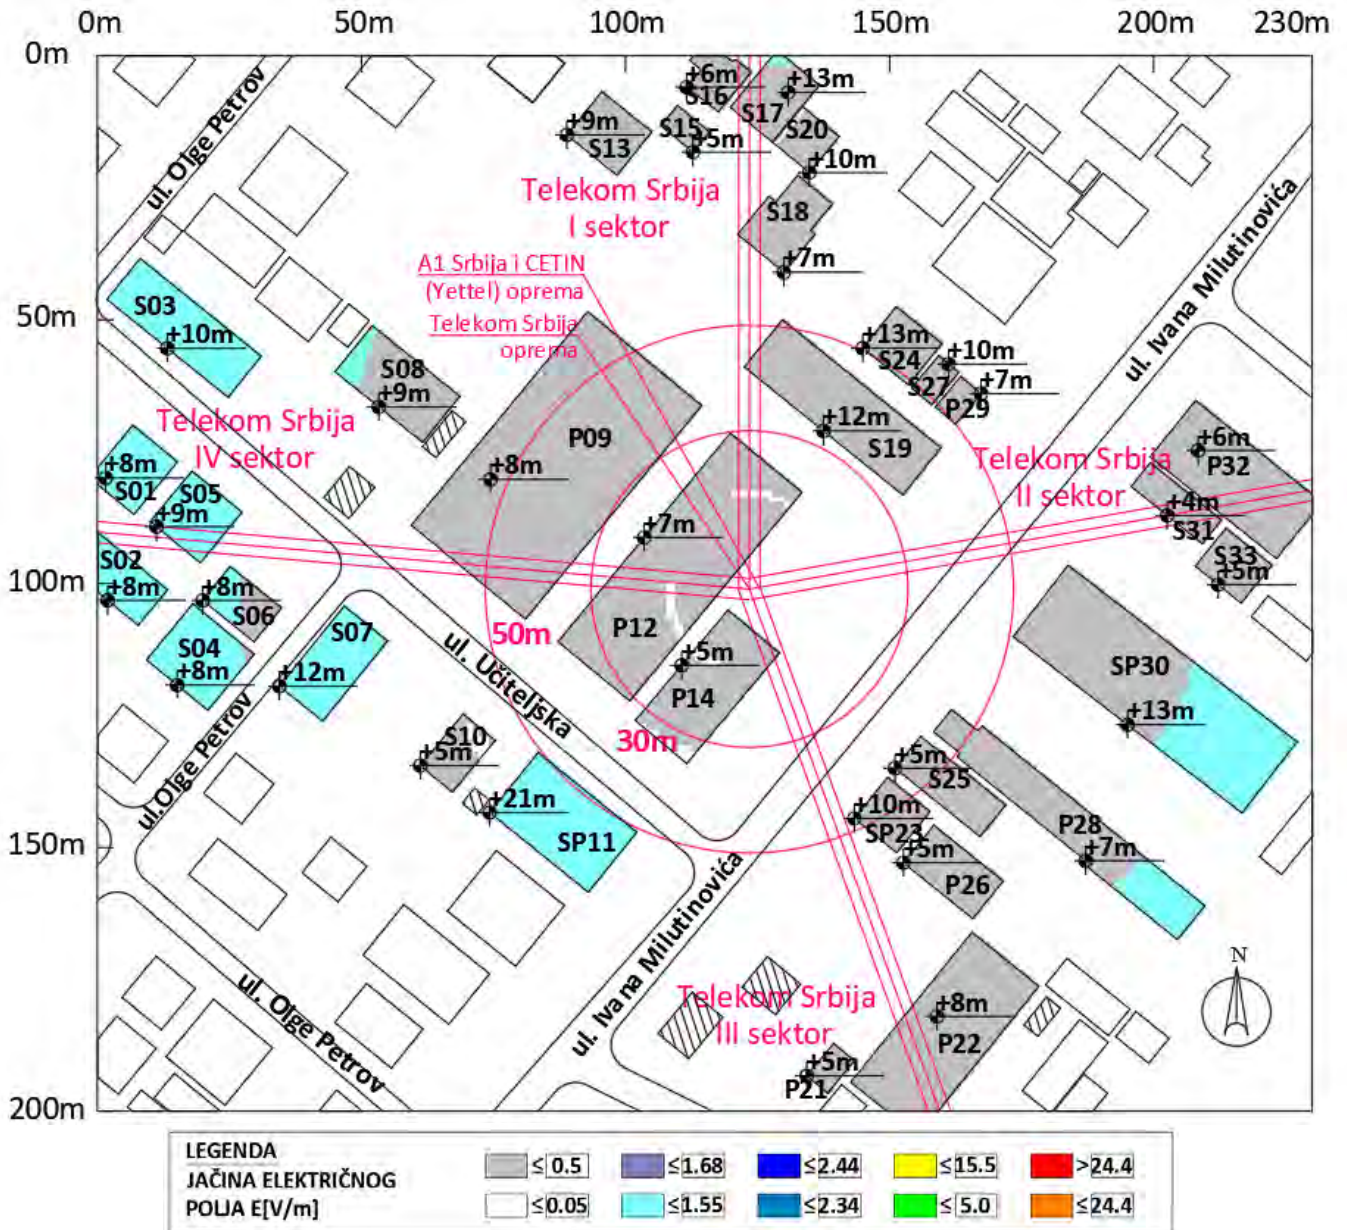 0m 50m 100m 150m 200m 230m
0m
50m
100m
150m
200m
ul. Olge Petrov
+6m
S16
+13m
S17
+9m
S13
S15
+5m
S20
+10m
Telekom Srbija
I sektor
S18
+7m
A1 Srbija i CETIN
(Yettel) oprema
Telekom Srbija
oprema
ul. Ivana Milutinovića
S03
+10m
S08
+9m
+13m
S24
+10m
S27
+7m
P29
Telekom Srbija
IV sektor
P09
+8m
+12m
S19
Telekom Srbija
II sektor
+6m
P32
+4m
S31
S33
+5m
+8m
S01
S05
+9m
S02
+8m
+8m
S06
S04
+8m
S07
+12m
+7m
P12
+5m
P14
50m
30m
ul. Učiteljska
SP30
+13m
ul.Olge Petrov
S10
+5m
+21m
SP11
+5m
S25
+10m
SP23
+5m
P26
P28
+7m
ul. Ivana Milutinovića
ul. Olge Petrov
Telekom Srbija
III sektor
+8m
P22
+5m
P21
N
LEGENDA
JAČINA ELEKTRIČNOG
POLJA E[V/m]
≤ 0.5 ≤1.68 ≤2.44 ≤15.5 >24.4
≤0.05 ≤1.55 ≤2.34 ≤ 5.0 ≤24.4